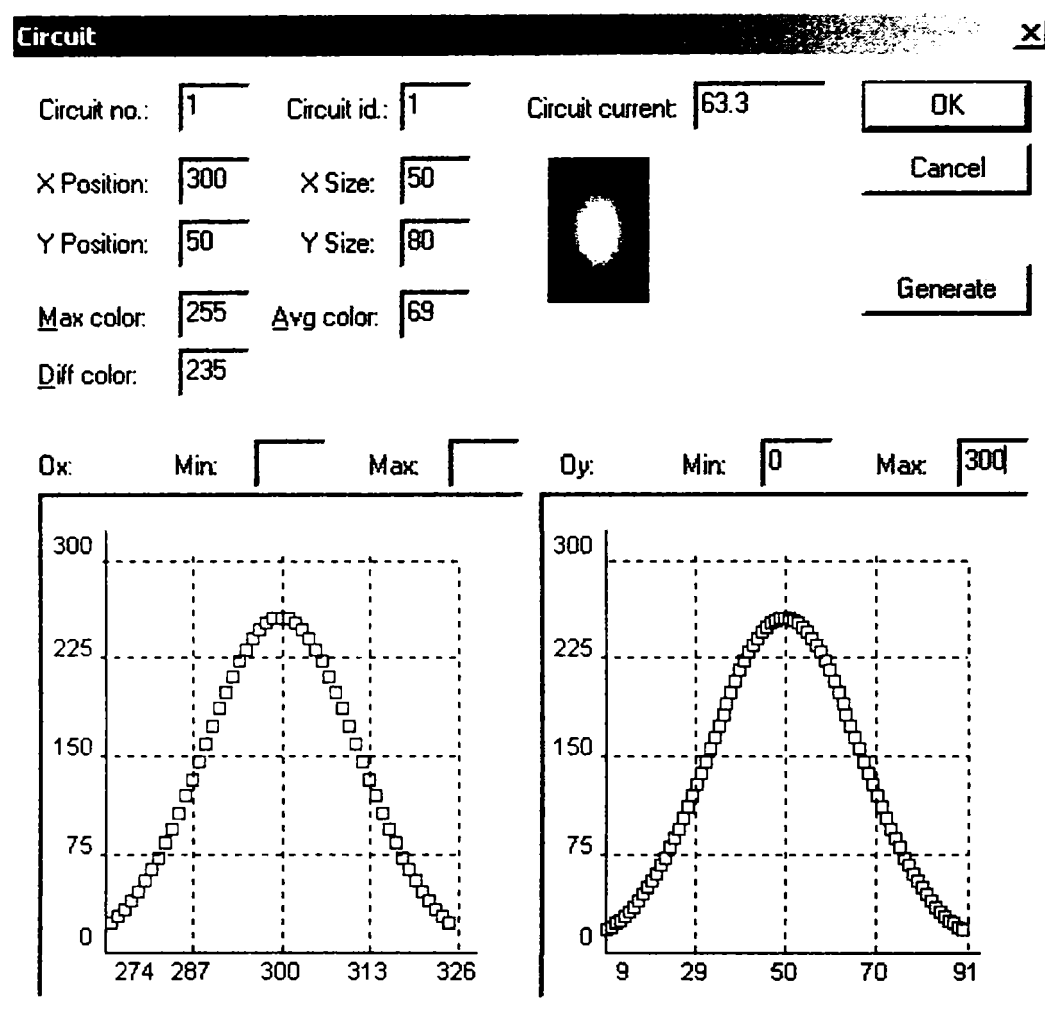 Circuit
Circuit no.: 1 Circuit id.: 1 Circuit current: 63.3 OK
Cancel
X Position: 300 X Size: 50
Y Position: 50 Y Size: 80
Generate
Max color: 255 Avg color: 69
Diff color: 235
Ox: Min: Max: Oy: Min: 0 Max: 300
300 300
225 225
150 150
75 75
0 0
274 287 300 313 326 9 29 50 70 91